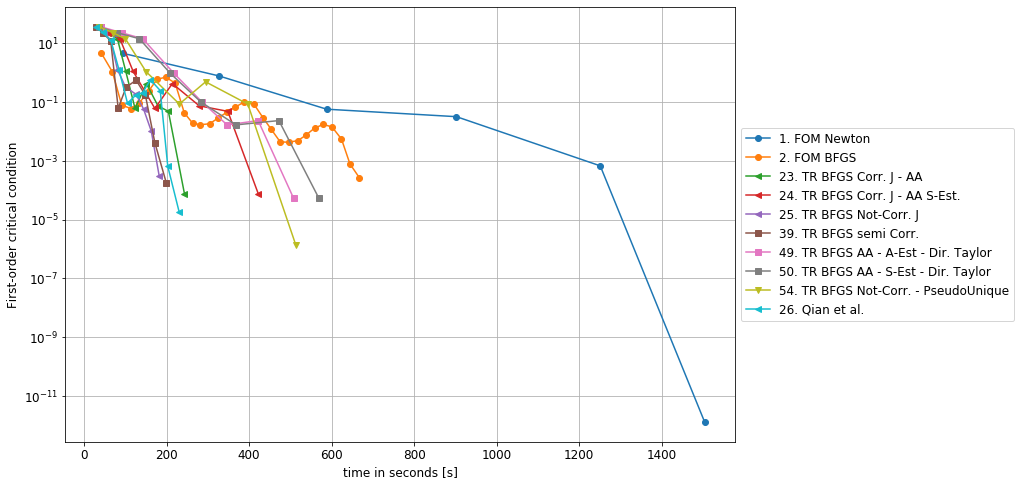 First-order critical condition
10^1
10^-1
10^-3
10^-5
10^-7
10^-9
10^-11
0 200 400 600 800 1000 1200 1400
time in seconds [s]
1. FOM Newton
2. FOM BFGS
23. TR BFGS Corr. J - AA
24. TR BFGS Corr. J - AA S-Est.
25. TR BFGS Not-Corr. J
39. TR BFGS semi Corr.
49. TR BFGS AA - A-Est - Dir. Taylor
50. TR BFGS AA - S-Est - Dir. Taylor
54. TR BFGS Not-Corr. - PseudoUnique
26. Qian et al.